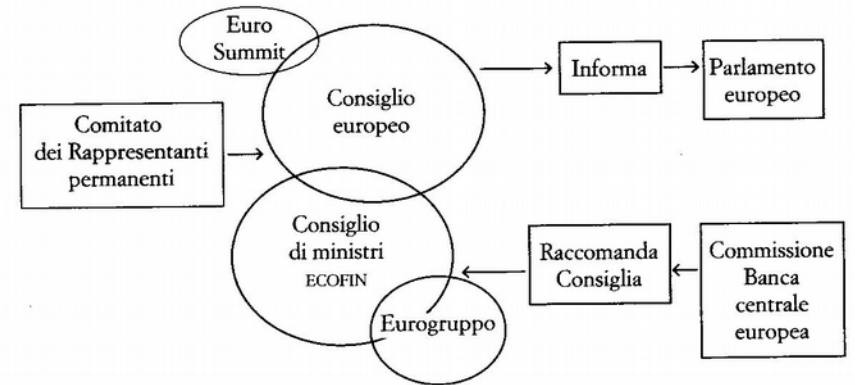 Euro
Summit
Consiglio
europeo
Informa
Parlamento
europeo
Comitato
dei Rappresentanti
permanenti
Consiglio
di ministri
ECOFIN
Eurogruppo
Raccomanda
Consiglia
Commissione
Banca
centrale
europea